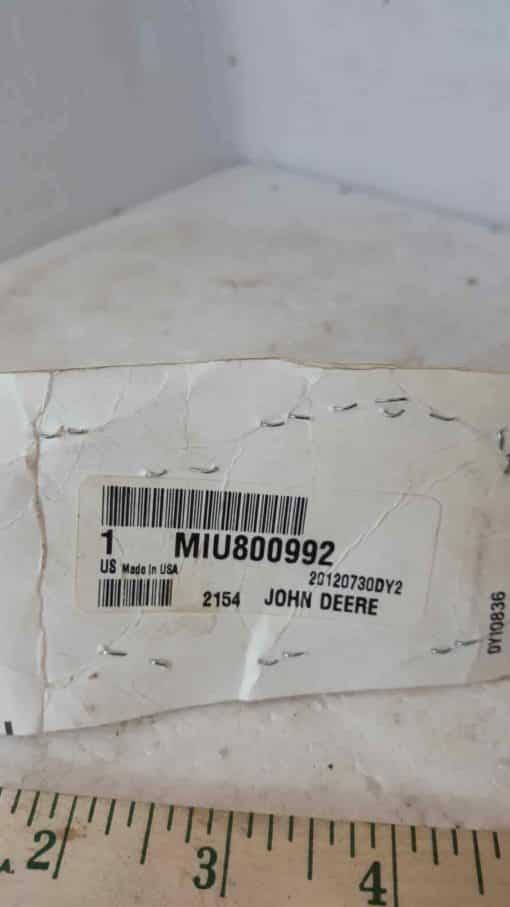 1 MIU800992
US Made In USA
20120730DY2
2154 JOHN DEERE
DY10836
2 3 4